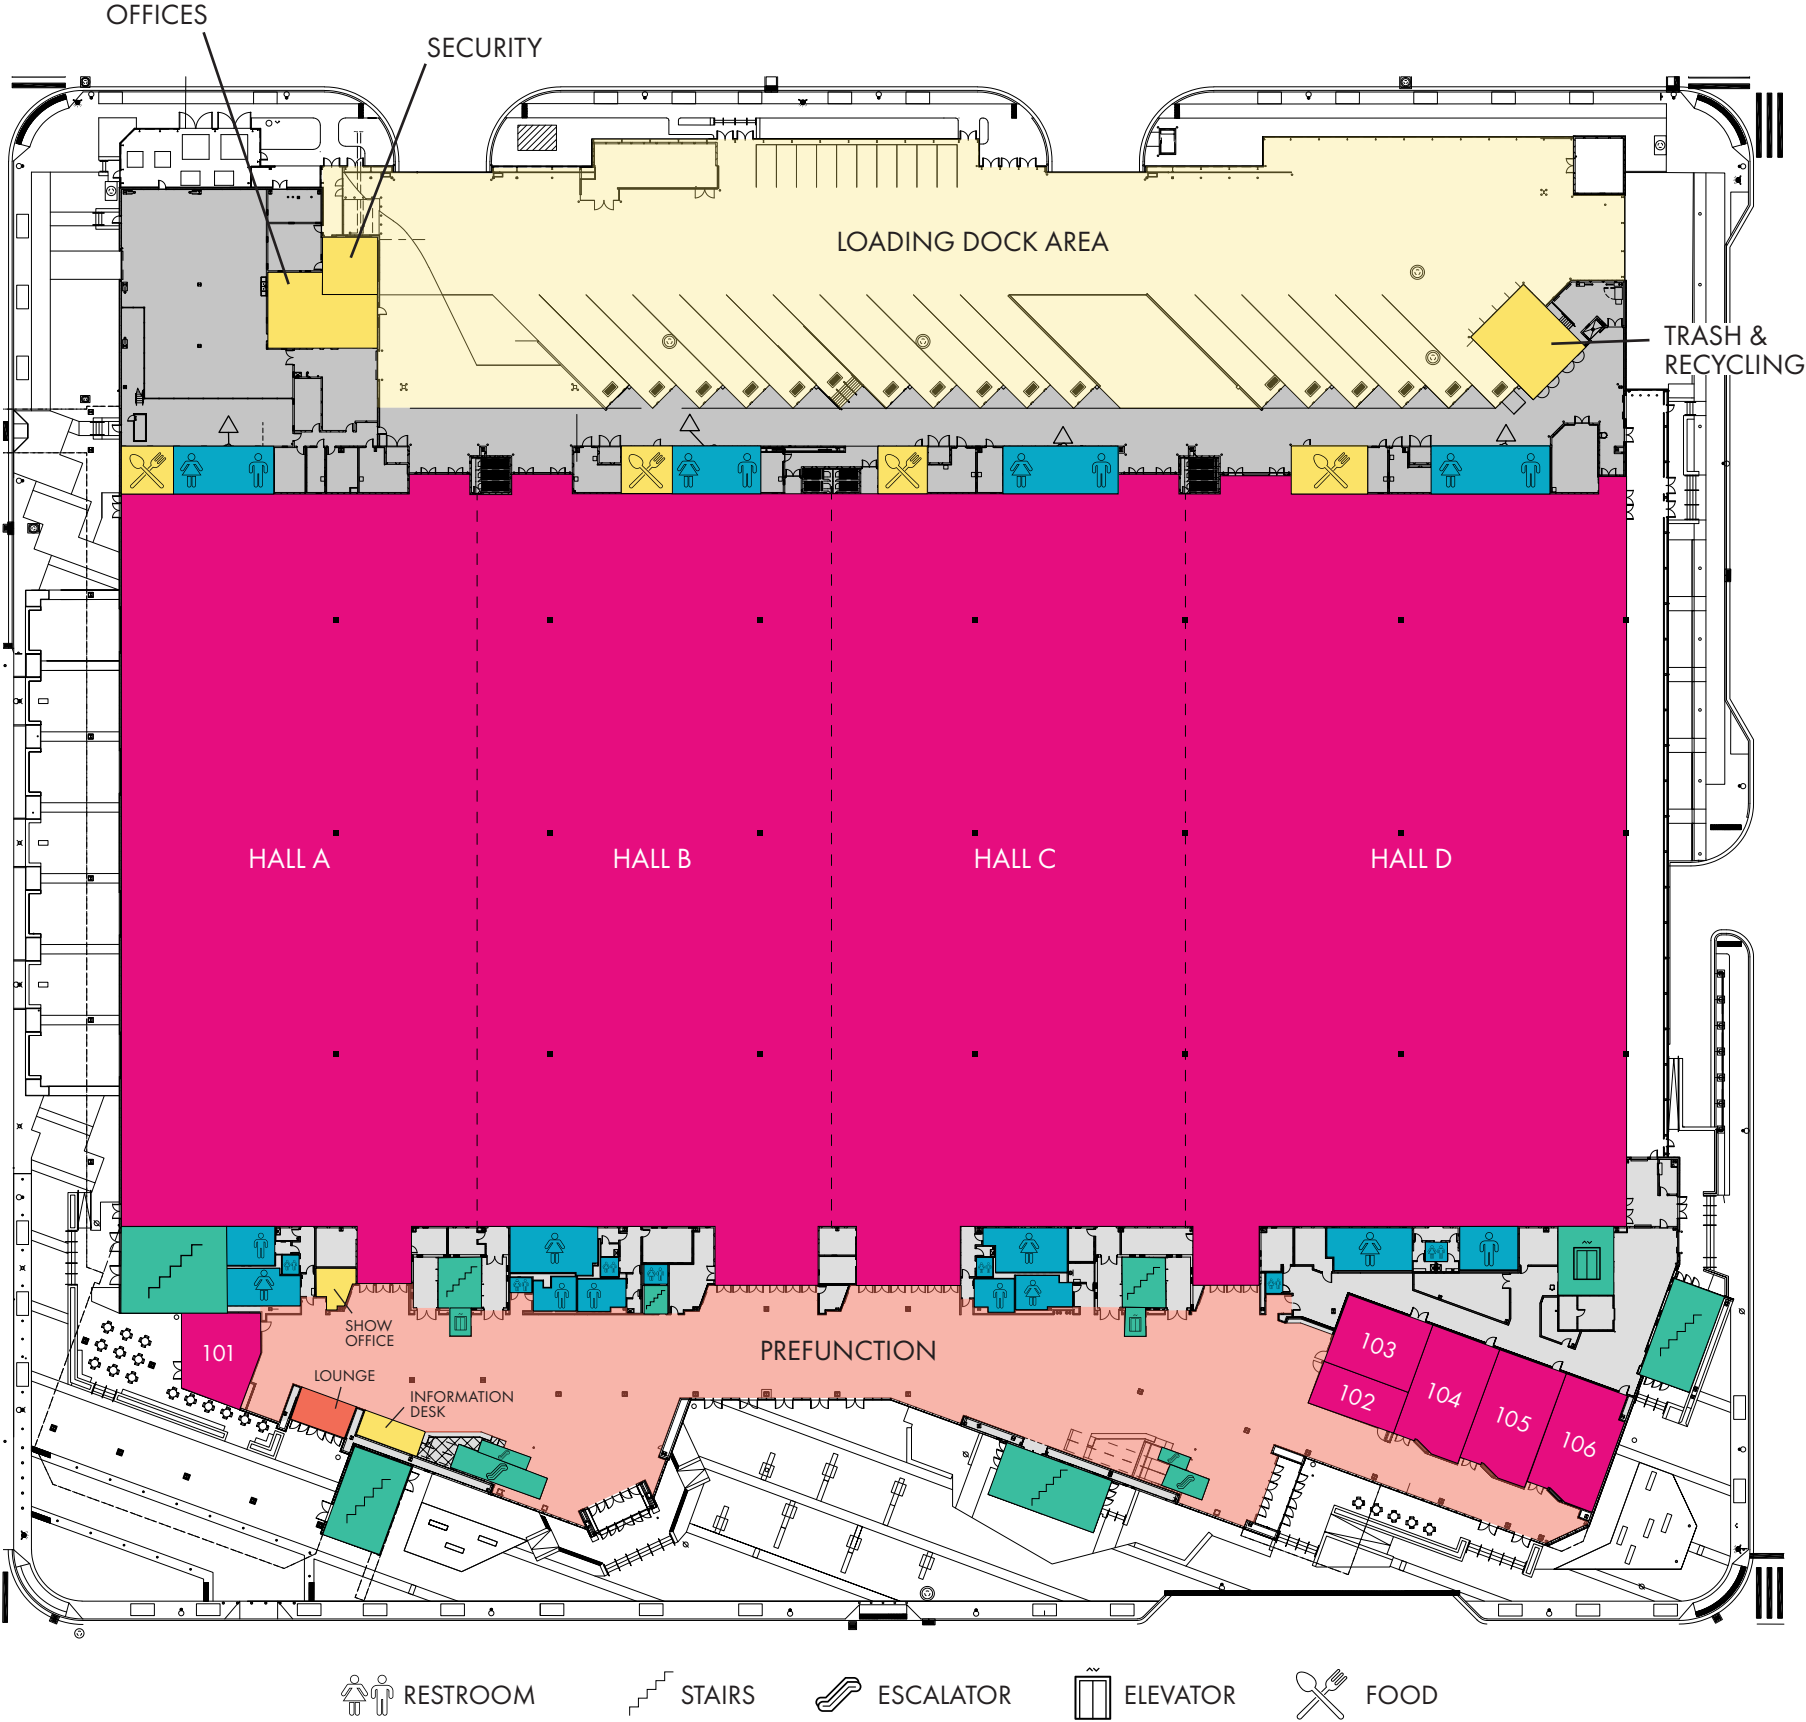 OFFICES
SECURITY
LOADING DOCK AREA
TRASH &
RECYCLING
HALL A
HALL B
HALL C
HALL D
SHOW
OFFICE
101
PREFUNCTION
103
LOUNGE
102
104
INFORMATION
DESK
105
106
RESTROOM
STAIRS
ESCALATOR
ELEVATOR
FOOD